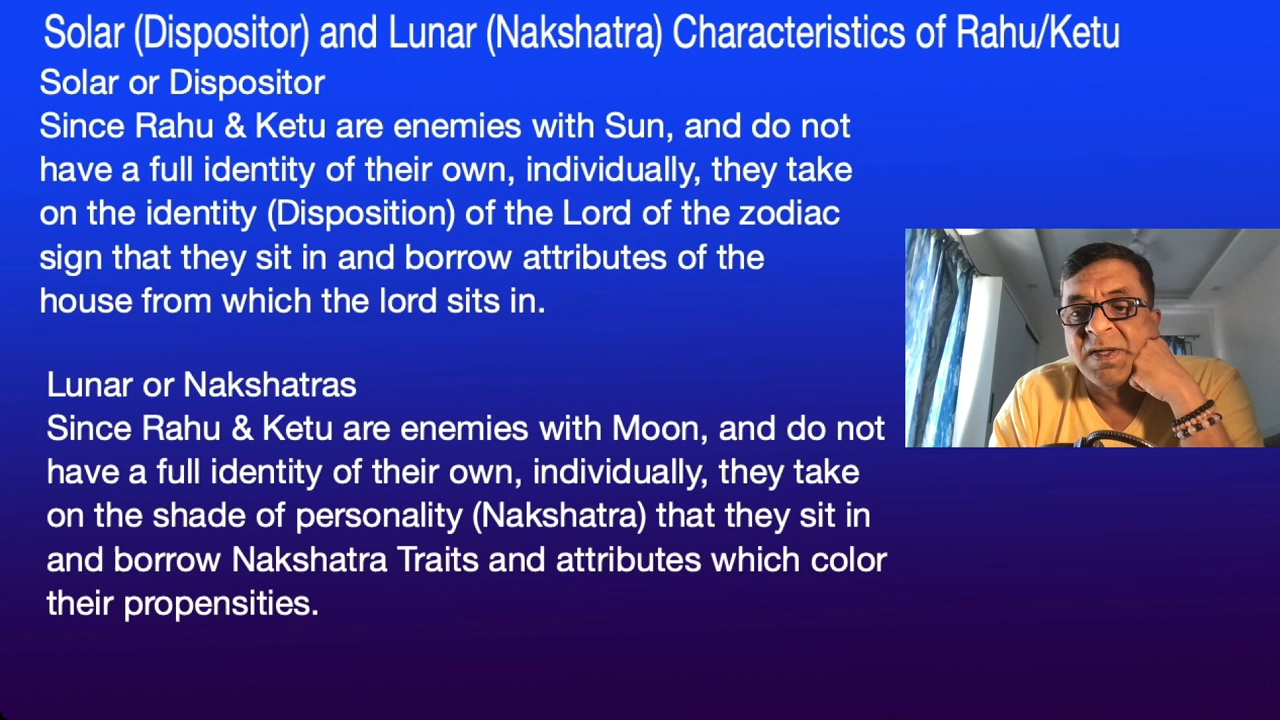 Solar (Dispositor) and Lunar (Nakshatra) Characteristics of Rahu/Ketu
Solar or Dispositor
Since Rahu & Ketu are enemies with Sun, and do not
have a full identity of their own, individually, they take
on the identity (Disposition) of the Lord of the zodiac
sign that they sit in and borrow attributes of the
house from which the lord sits in.
Lunar or Nakshatras
Since Rahu & Ketu are enemies with Moon, and do not
have a full identity of their own, individually, they take
on the shade of personality (Nakshatra) that they sit in
and borrow Nakshatra Traits and attributes which color
their propensities.